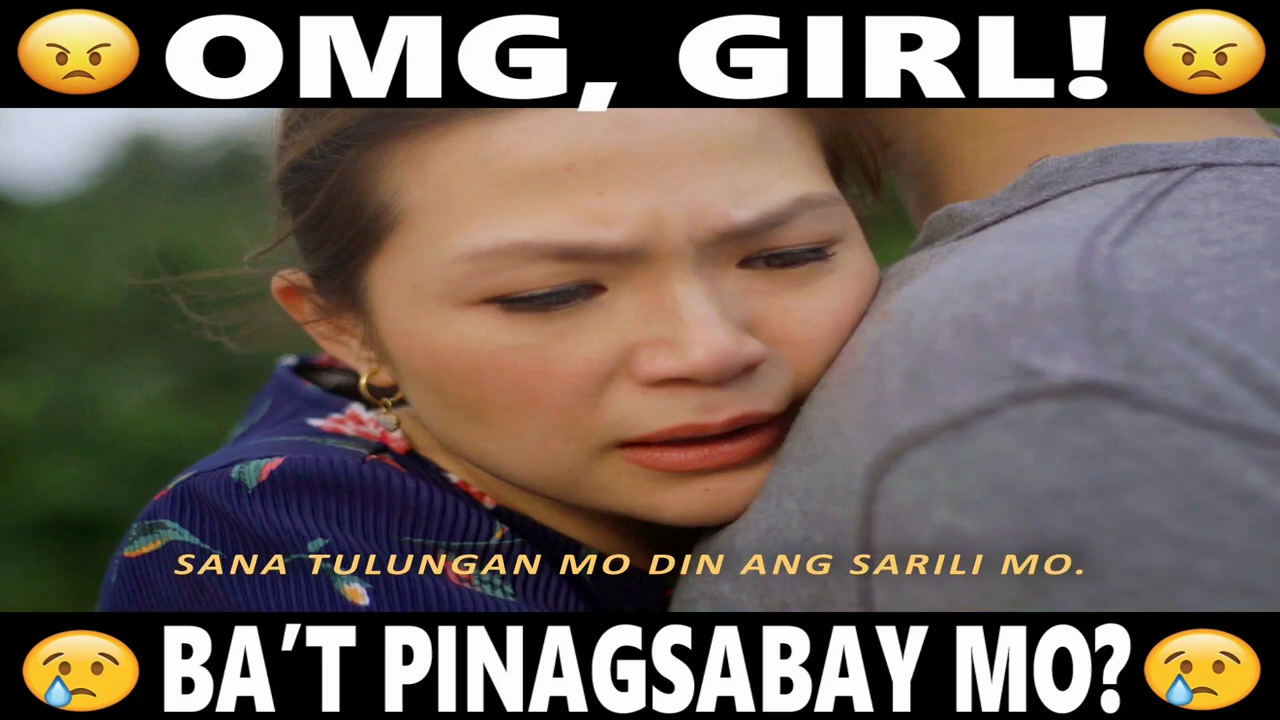 OMG, GIRL!
SANA TULUNGAN MO DIN ANG SARILI MO.
BA'T PINAGSABAY MO?